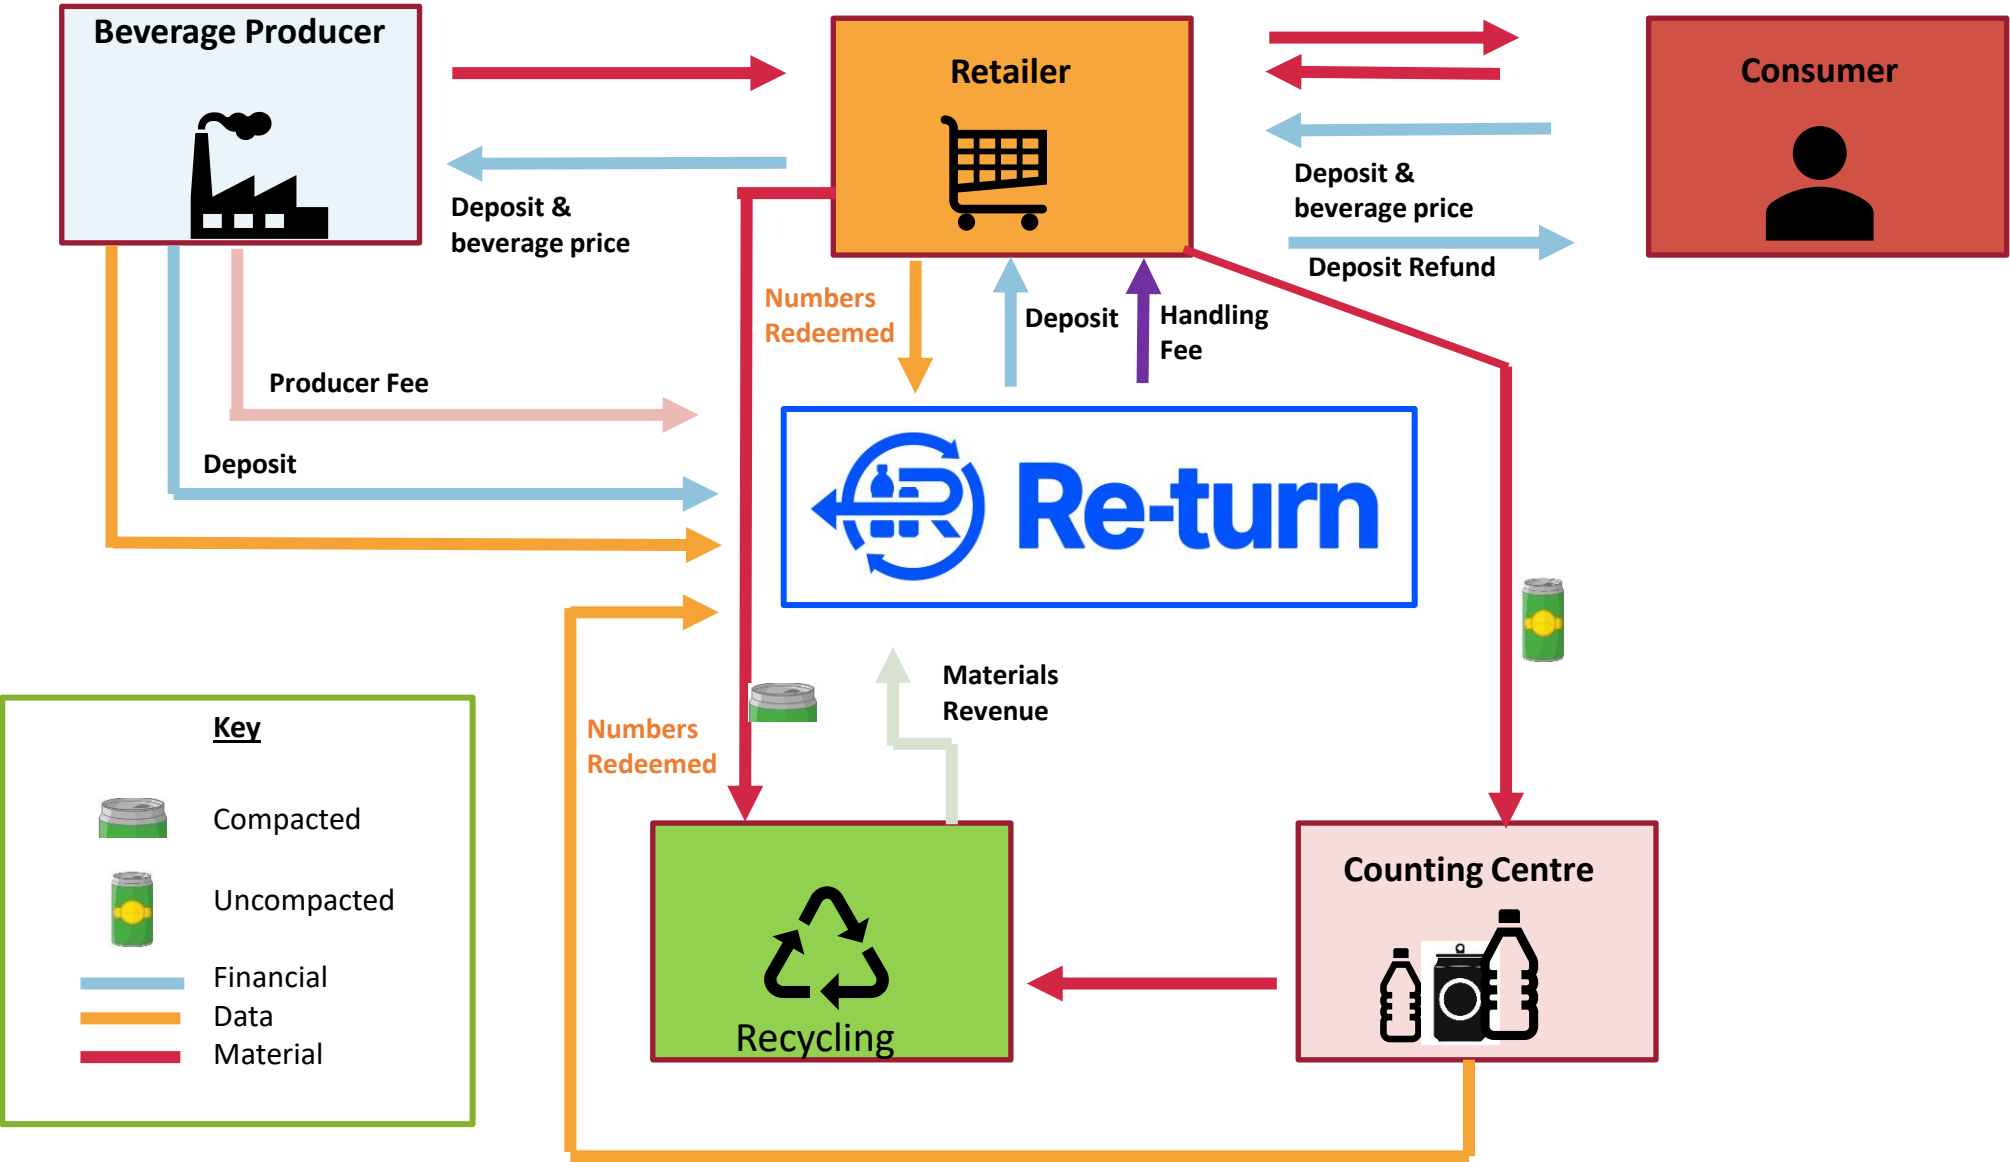 Beverage Producer
Retailer
Consumer
Deposit &
beverage price
Deposit &
beverage price
Deposit Refund
Numbers
Redeemed
Deposit
Handling
Fee
Producer Fee
Deposit
Re-turn
Materials
Revenue
Numbers
Redeemed
Key
Compacted
Uncompacted
Financial
Data
Material
Recycling
Counting Centre